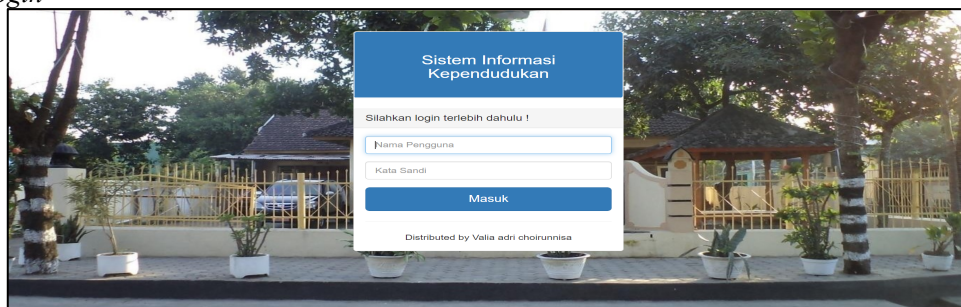 Sistem Informasi
Kependudukan
Silahkan login terlebih dahulu !
Nama Pengguna
Kata Sandi
Masuk
Distributed by Valia adri choirunnisa